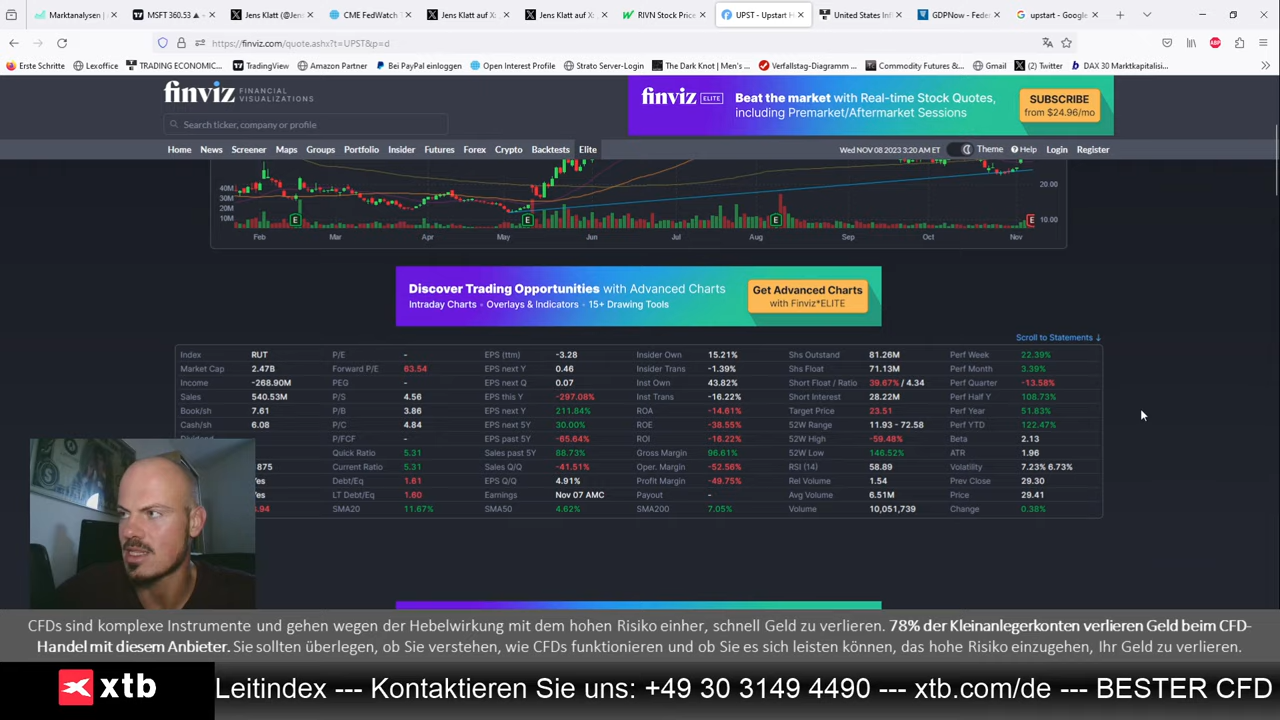 Marktanalysen |
MSFT 360.53 ▲
Jens Klatt (@Jens
CME FedWatch T
Jens Klatt auf X:
Jens Klatt auf X:
RIVN Stock Price
UPST - Upstart H
United States Infl
GDPNow - Feder
upstart - Google
https://finviz.com/quote.ashx?t=UPST&p=d
Erste Schritte Lexoffice TRADING ECONOMIC... TradingView Amazon Partner Bei PayPal einloggen Open Interest Profile Strato Server-Login The Dark Knot | Men's ... Verfallstag-Diagramm ... Commodity Futures &... (2) Twitter Gmail DAX 30 Marktkapitalisi...
finviz FINANCIAL VISUALIZATIONS
Search ticker, company or profile
finviz ELITE Beat the market with Real-time Stock Quotes,
including Premarket/Aftermarket Sessions
SUBSCRIBE
from $24.96/mo
Home News Screener Maps Groups Portfolio Insider Futures Forex Crypto Backtests Elite Wed NOV 08 2023 3:20 AM ET Theme Help Login Register
40M
30M
20M
10M
20.00
10.00
E E E E
Feb Mar Apr May Jun Jul Aug Sep Oct Nov
Discover Trading Opportunities with Advanced Charts
Intraday Charts • Overlays & Indicators • 15+ Drawing Tools
Get Advanced Charts
with Finviz*ELITE
Scroll to Statements ↓
Index RUT P/E - EPS (ttm) -3.28 Insider Own 15.21% Shs Outstand 81.26M Perf Week 22.39%
Market Cap 2.47B Forward P/E 63.54 EPS next Y 0.46 Insider Trans -1.39% Shs Float 71.13M Perf Month 3.39%
Income -268.90M PEG - EPS next Q 0.07 Inst Own 43.82% Short Float / Ratio 39.67% / 4.34 Perf Quarter -13.58%
Sales 540.53M P/S 4.56 EPS this Y -297.08% Inst Trans -16.22% Short Interest 28.22M Perf Half Y 108.73%
Book/sh 7.61 P/B 3.86 EPS next Y 211.84% ROA -14.61% Target Price 23.51 Perf Year 51.83%
Cash/sh 6.08 P/C 4.84 EPS next 5Y 30.00% ROE -38.55% 52W Range 11.93 - 72.58 Perf YTD 122.47%
P/FCF - EPS past 5Y -65.64% ROI -16.22% 52W High -59.48% Beta 2.13
Quick Ratio 5.31 Sales past 5Y 88.73% Gross Margin 96.61% 52W Low 146.52% ATR 1.96
875 Current Ratio 5.31 Sales Q/Q -41.51% Oper. Margin -52.56% RSI (14) 58.89 Volatility 7.23% 6.73%
Debt/Eq 1.61 EPS Q/Q 4.91% Profit Margin -49.75% Rel Volume 1.54 Prev Close 29.30
LT Debt/Eq 1.60 Earnings Nov 07 AMC Payout - Avg Volume 6.51M Price 29.41
.94 SMA20 11.67% SMA50 4.62% SMA200 7.05% Volume 10,051,739 Change 0.38%
CFDs sind komplexe Instrumente und gehen wegen der Hebelwirkung mit dem hohen Risiko einher, schnell Geld zu verlieren. 78% der Kleinanlegerkonten verlieren Geld beim CFD-
Handel mit diesem Anbieter. Sie sollten überlegen, ob Sie verstehen, wie CFDs funktionieren und ob Sie es sich leisten können, das hohe Risiko einzugehen, Ihr Geld zu verlieren.
xtb Leitindex --- Kontaktieren Sie uns: +49 30 3149 4490 --- xtb.com/de --- BESTER CFD